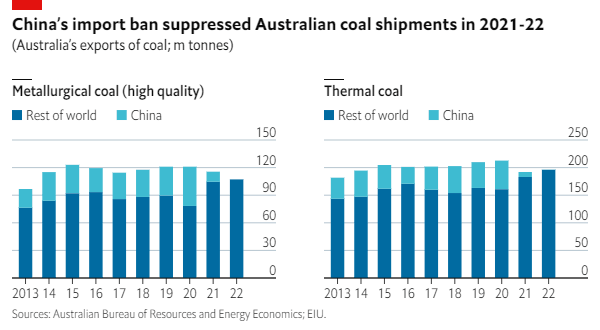 China's import ban suppressed Australian coal shipments in 2021-22
(Australia's exports of coal; m tonnes)
Metallurgical coal (high quality)
Rest of world China
150
120
90
60
30
0
2013 14 15 16 17 18 19 20 21 22
Thermal coal
Rest of world China
250
200
150
100
50
0
2013 14 15 16 17 18 19 20 21 22
Sources: Australian Bureau of Resources and Energy Economics; EIU.